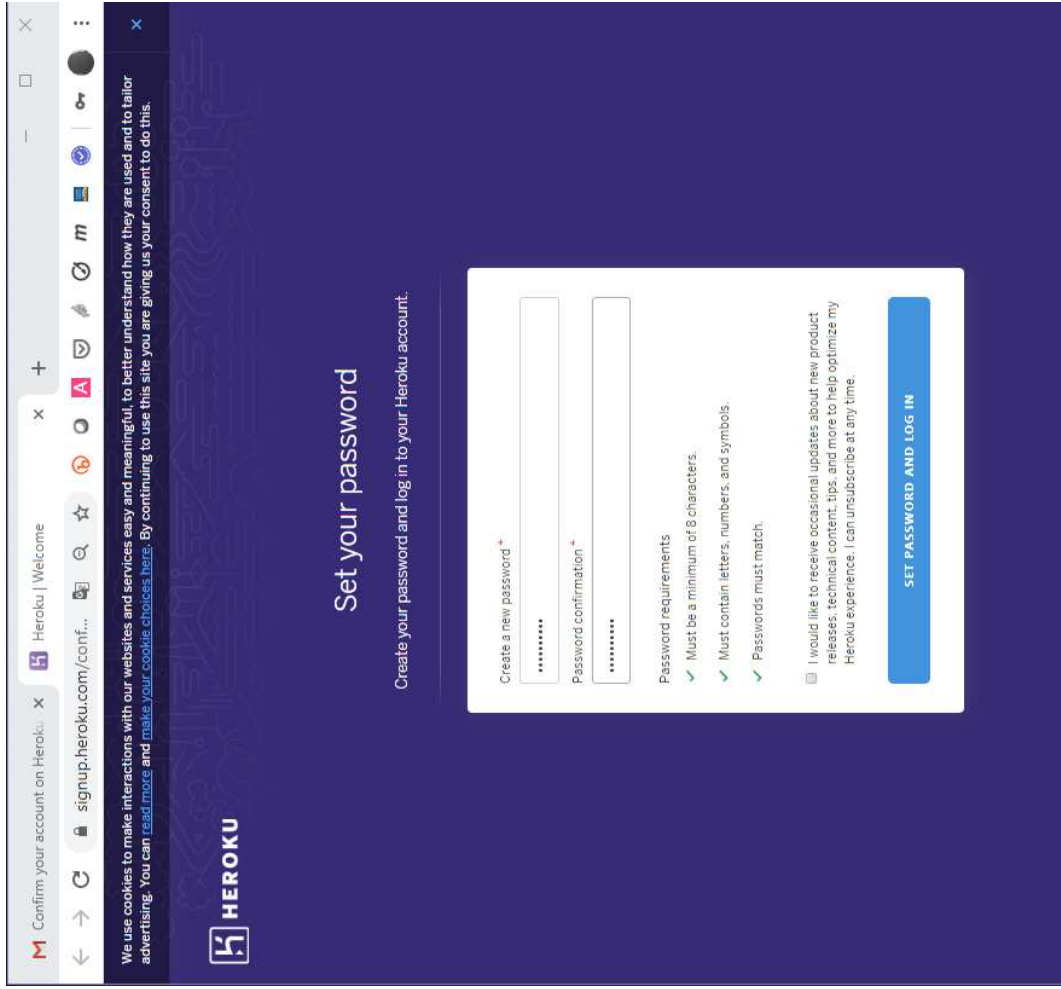 Confirm your account on Heroku
Heroku | Welcome
signup.heroku.com/conf...
We use cookies to make interactions with our websites and services easy and meaningful, to better understand how they are used and to tailor
advertising. You can read more and make your cookie choices here. By continuing to use this site you are giving us your consent to do this.
HEROKU
Set your password
Create your password and log in to your Heroku account.
Create a new password *
Password confirmation *
Password requirements
Must be a minimum of 8 characters.
Must contain letters, numbers, and symbols.
Passwords must match.
I would like to receive occasional updates about new product
releases, technical content, tips, and more to help optimize my
Heroku experience. I can unsubscribe at any time.
SET PASSWORD AND LOG IN